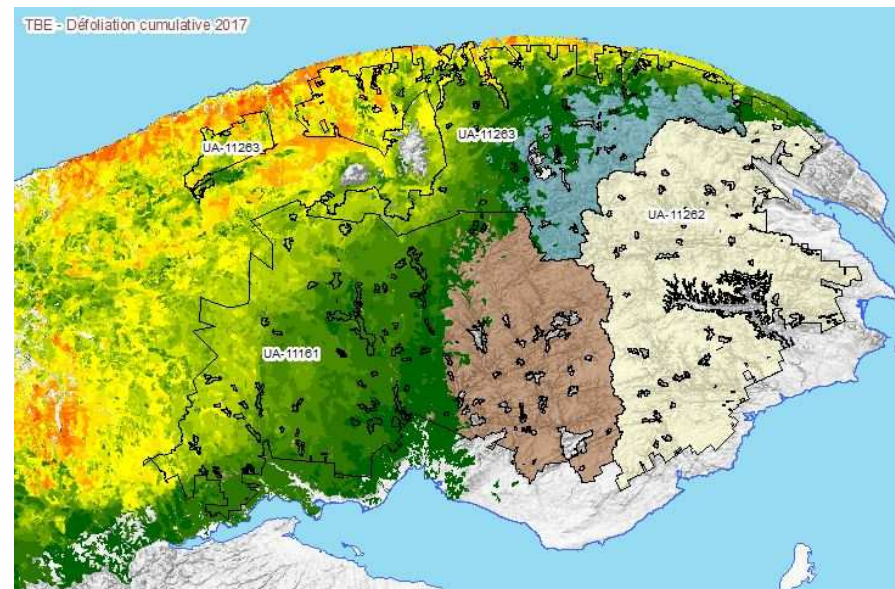 TBE - Défoliation cumulative 2017
UA-11263
UA-11263
UA-11262
UA-11161